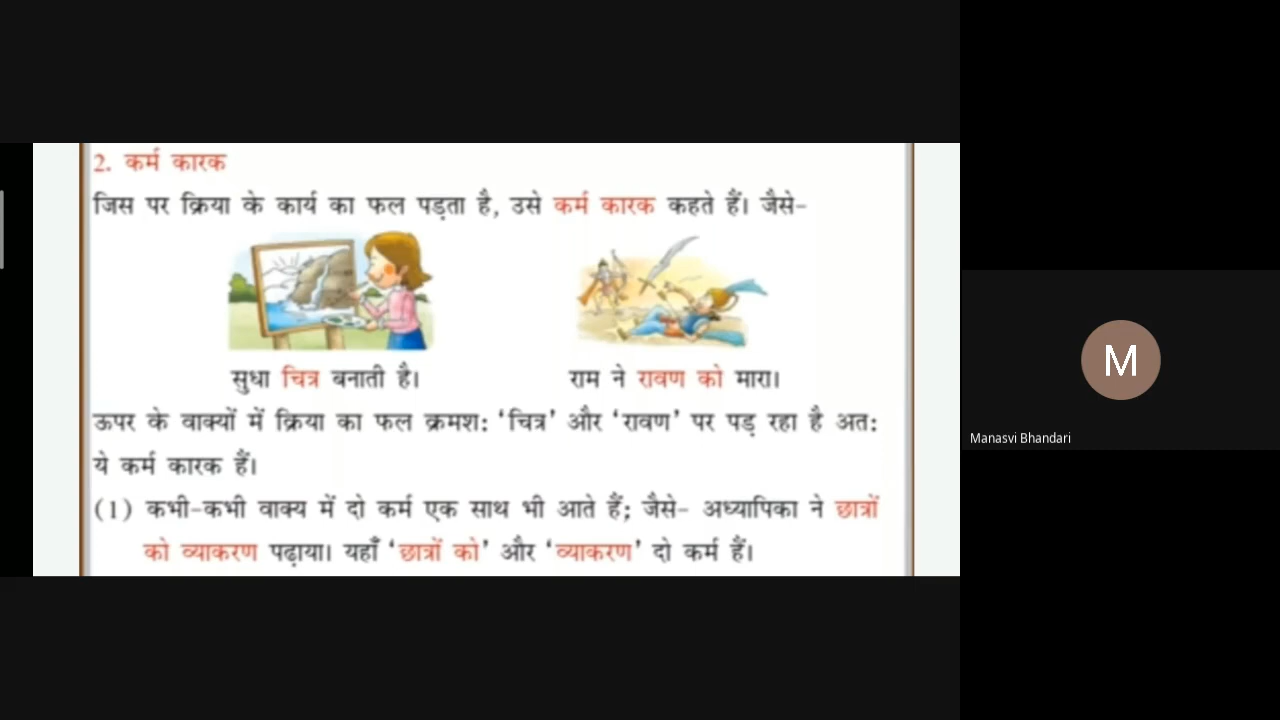 2. कर्म कारक
जिस पर क्रिया के कार्य का फल पड़ता है, उसे कर्म कारक कहते हैं। जैसे-
सुधा चित्र बनाती है।
राम ने रावण को मारा।
ऊपर के वाक्यों में क्रिया का फल क्रमश: ‘चित्र’ और ‘रावण’ पर पड़ रहा है अत:
ये कर्म कारक हैं।
(1) कभी-कभी वाक्य में दो कर्म एक साथ भी आते हैं; जैसे- अध्यापिका ने छात्रों
को व्याकरण पढ़ाया। यहाँ ‘छात्रों को’ और ‘व्याकरण’ दो कर्म हैं।
M
Manasvi Bhandari